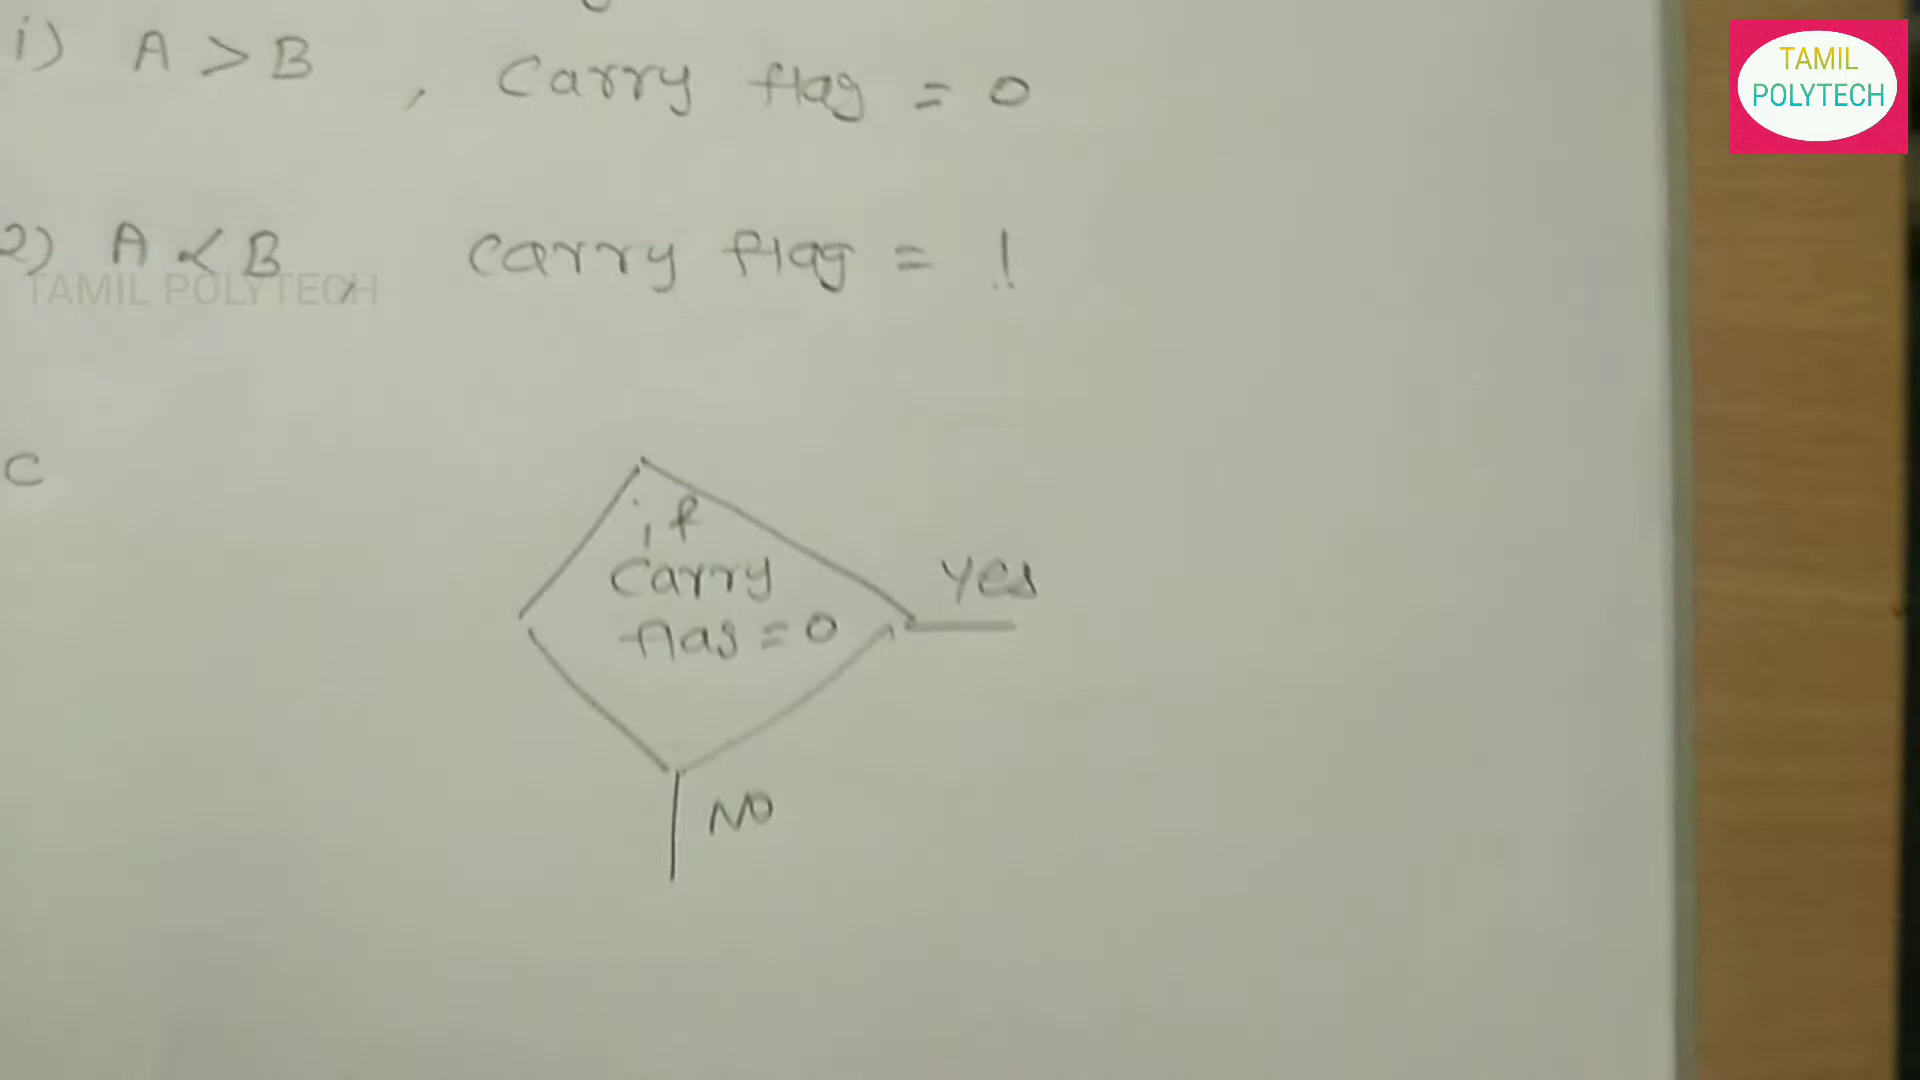 i) A > B , Carry flag = 0
2) A < B , Carry flag = 1
C
if
Carry
flag = 0
Yes
NO
TAMIL
POLYTECH
TAMIL POLYTECH